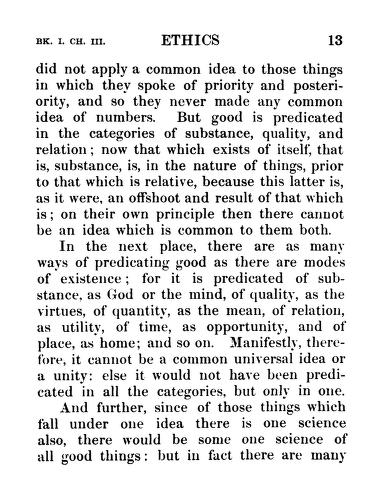 BK. I. CH. III. ETHICS 13
did not apply a common idea to those things
in which they spoke of priority and posteri-
ority, and so they never made any common
idea of numbers. But good is predicated
in the categories of substance, quality, and
relation; now that which exists of itself, that
is, substance, is, in the nature of things, prior
to that which is relative, because this latter is,
as it were, an offshoot and result of that which
is; on their own principle then there cannot
be an idea which is common to them both.
In the next place, there are as many
ways of predicating good as there are modes
of existence; for it is predicated of sub-
stance, as God or the mind, of quality, as the
virtues, of quantity, as the mean, of relation,
as utility, of time, as opportunity, and of
place, as home; and so on. Manifestly, there-
fore, it cannot be a common universal idea or
a unity: else it would not have been predi-
cated in all the categories, but only in one.
And further, since of those things which
fall under one idea there is one science
also, there would be some one science of
all good things: but in fact there are many